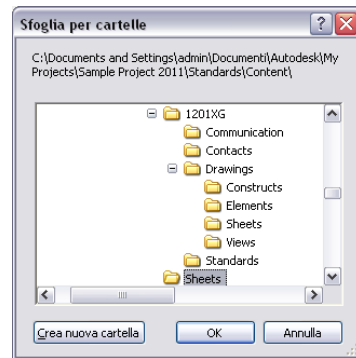 Sfoglia per cartelle
C:\Documents and Settings\admin\Documenti\Autodesk\My
Projects\Sample Project 2011\Standards\Content\
1201XG
Communication
Contacts
Drawings
Constructs
Elements
Sheets
Views
Standards
Sheets
Crea nuova cartella
OK
Annulla